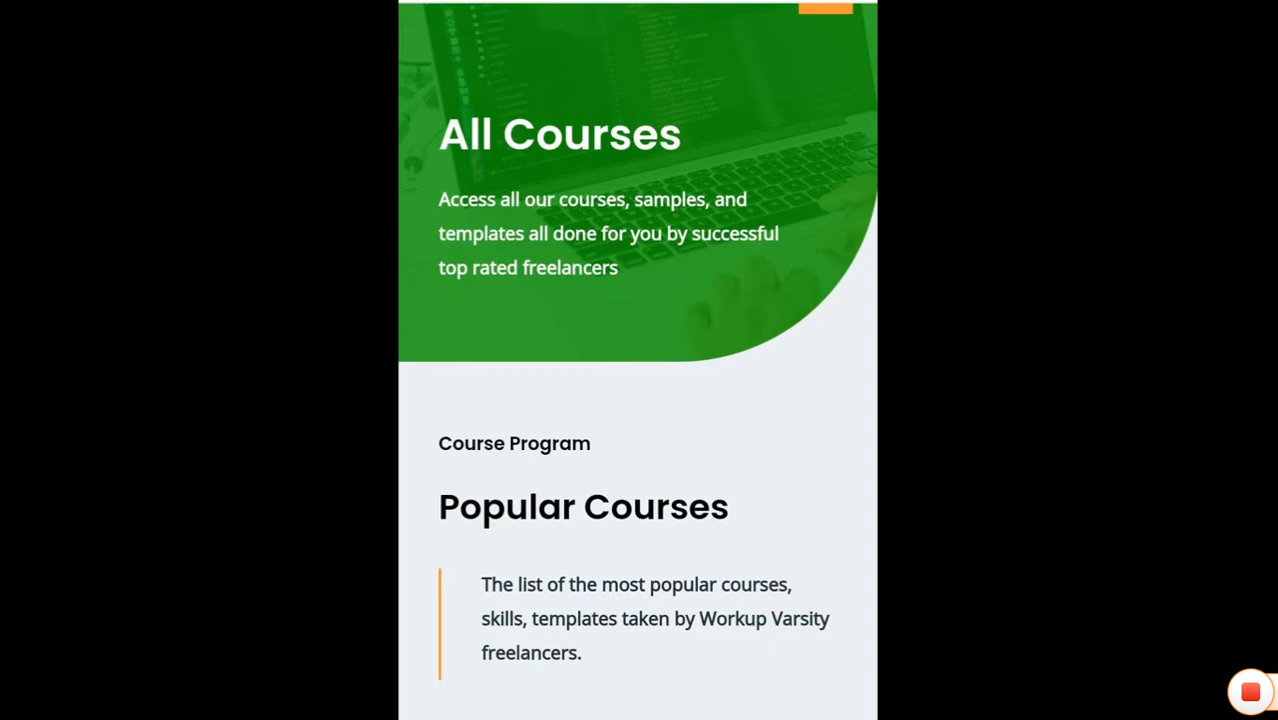 All Courses
Access all our courses, samples, and
templates all done for you by successful
top rated freelancers
Course Program
Popular Courses
The list of the most popular courses,
skills, templates taken by Workup Varsity
freelancers.